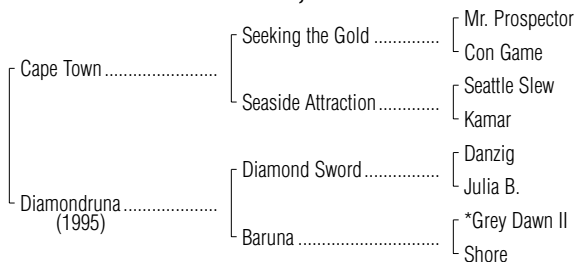 Mr. Prospector
Seeking the Gold ..............
Con Game
Cape Town ........................
Seattle Slew
Seaside Attraction .............
Kamar
Danzig
Diamond Sword ................
Julia B.
Diamondruna ....................
(1995)
*Grey Dawn II
Baruna ..............................
Shore